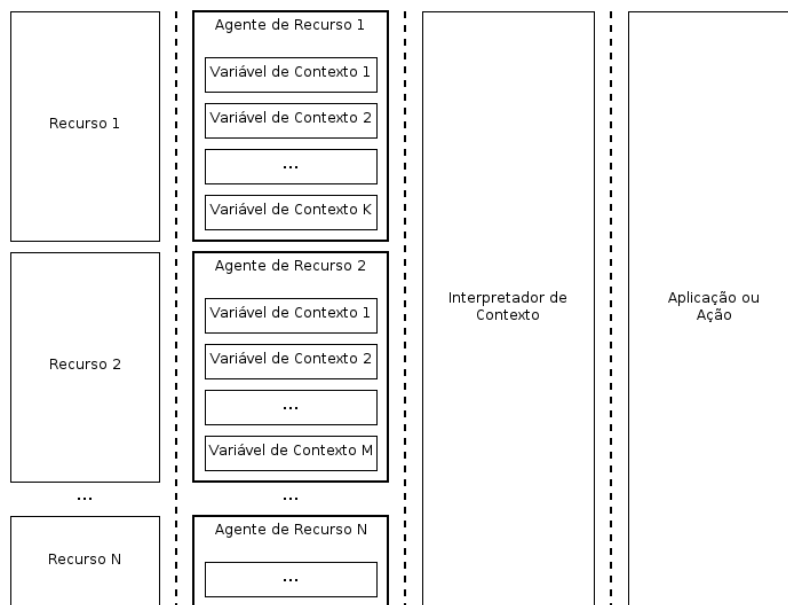 Recurso 1
Agente de Recurso 1
Variável de Contexto 1
Variável de Contexto 2
...
Variável de Contexto K
Recurso 2
Agente de Recurso 2
Variável de Contexto 1
Variável de Contexto 2
...
Variável de Contexto M
...
...
Recurso N
Agente de Recurso N
...
Interpretador de
Contexto
Aplicação ou
Ação